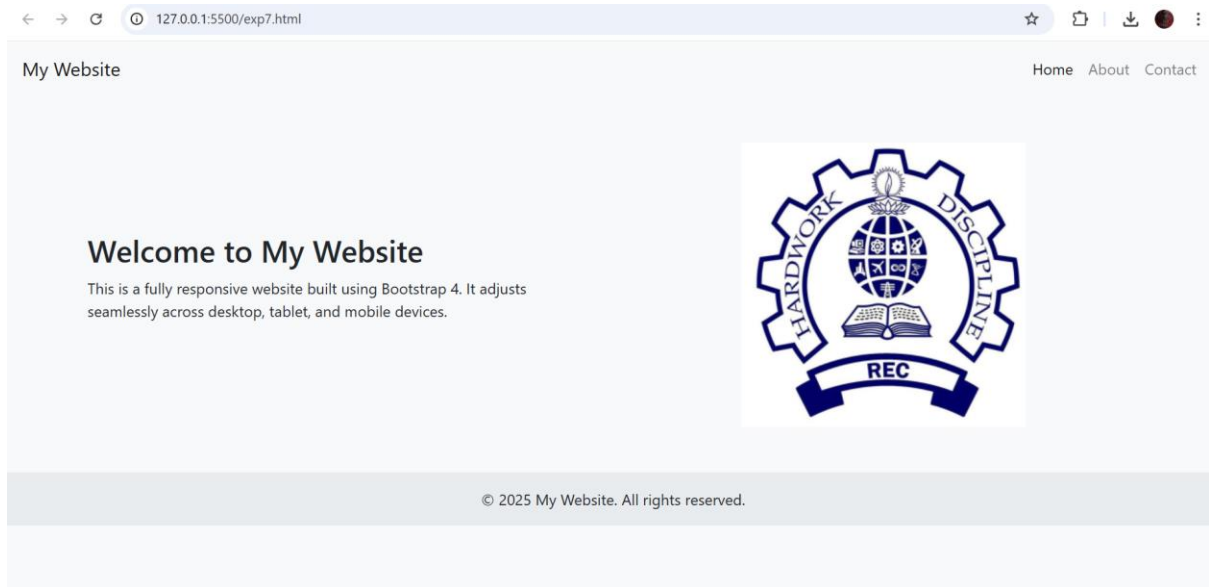 127.0.0.1:5500/exp7.html
My Website
Home About Contact
Welcome to My Website
This is a fully responsive website built using Bootstrap 4. It adjusts
seamlessly across desktop, tablet, and mobile devices.
HARDWORK
DISCIPLINE
REC
© 2025 My Website. All rights reserved.